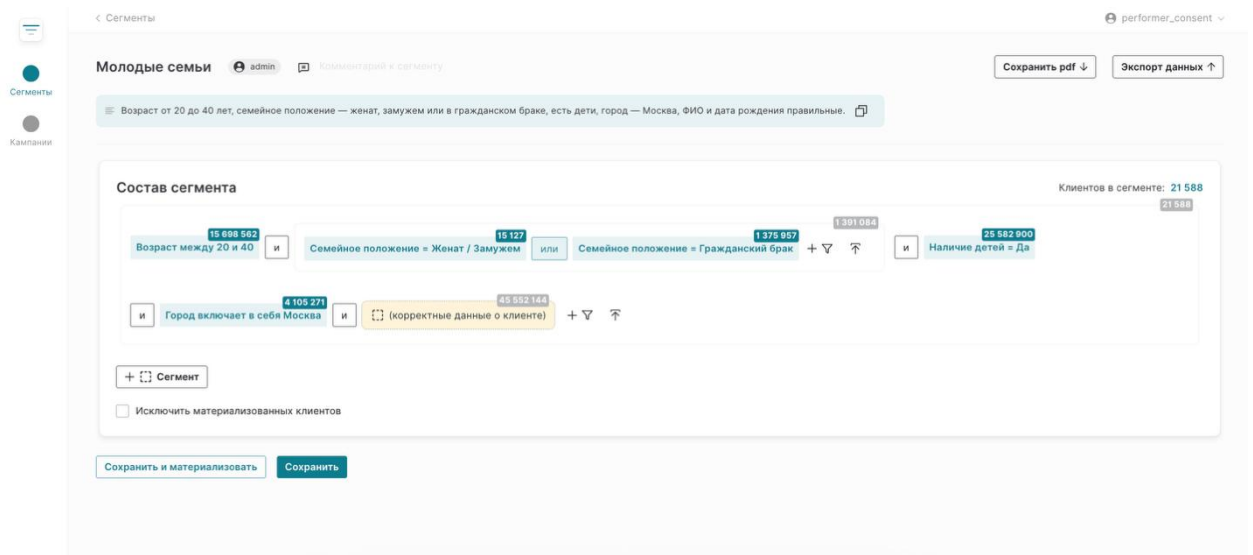 Сегменты
performer_consent
Сегменты
Кампании
Молодые семьи admin Комментарий к сегменту
Сохранить pdf ↓ Экспорт данных ↑
Возраст от 20 до 40 лет, семейное положение — женат, замужем или в гражданском браке, есть дети, город — Москва, ФИО и дата рождения правильные.
Состав сегмента
Клиентов в сегменте: 21 588
21 588
1 391 084
15 698 562 15 127 1 375 957 25 582 900
Возраст между 20 и 40 и Семейное положение = Женат / Замужем или Семейное положение = Гражданский брак + и Наличие детей = Да
4 105 271 45 552 144
и Город включает в себя Москва и (корректные данные о клиенте) +
+ Сегмент
Исключить материализованных клиентов
Сохранить и материализовать Сохранить